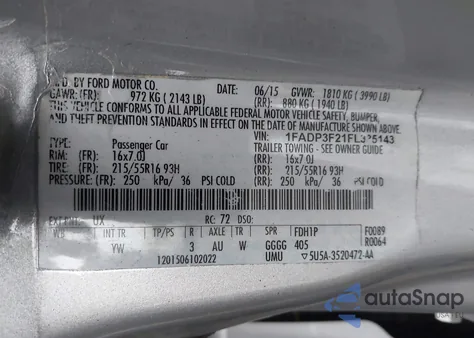 BY FORD MOTOR CO. 06/15 GVWR: 1810 KG ( 3990 LB)
GAWR: (FR): 972 KG ( 2143 LB) (RR): 880 KG ( 1940 LB)
THIS VEHICLE CONFORMS TO ALL APPLICABLE FEDERAL MOTOR VEHICLE SAFETY, BUMPER,
AND THEFT PREVENTION STANDARDS IN EFFECT ON THE DATE OF MANUFACTURE SHOWN ABOVE.
VIN:
TYPE: Passenger Car TRAILER TOWING - SEE OWNER GUIDE
RIM: (FR): 16x7.0J (RR): 16x7.0J
TIRE: (FR): 215/55R16 93H (RR): 215/55R16 93H
PRESSURE: (FR): 250 kPa/ 36 PSI COLD (RR): 250 kPa/ 36 PSI COLD
EXT PNT: UX RC: 72 DSO:
WB INT TR TP/PS R AXLE TR SPR FDH1P F0089
YW 3 AU W GGGG 405 R0064
1201506102022 UMU 5U5A-3520472-AA
autoSnap